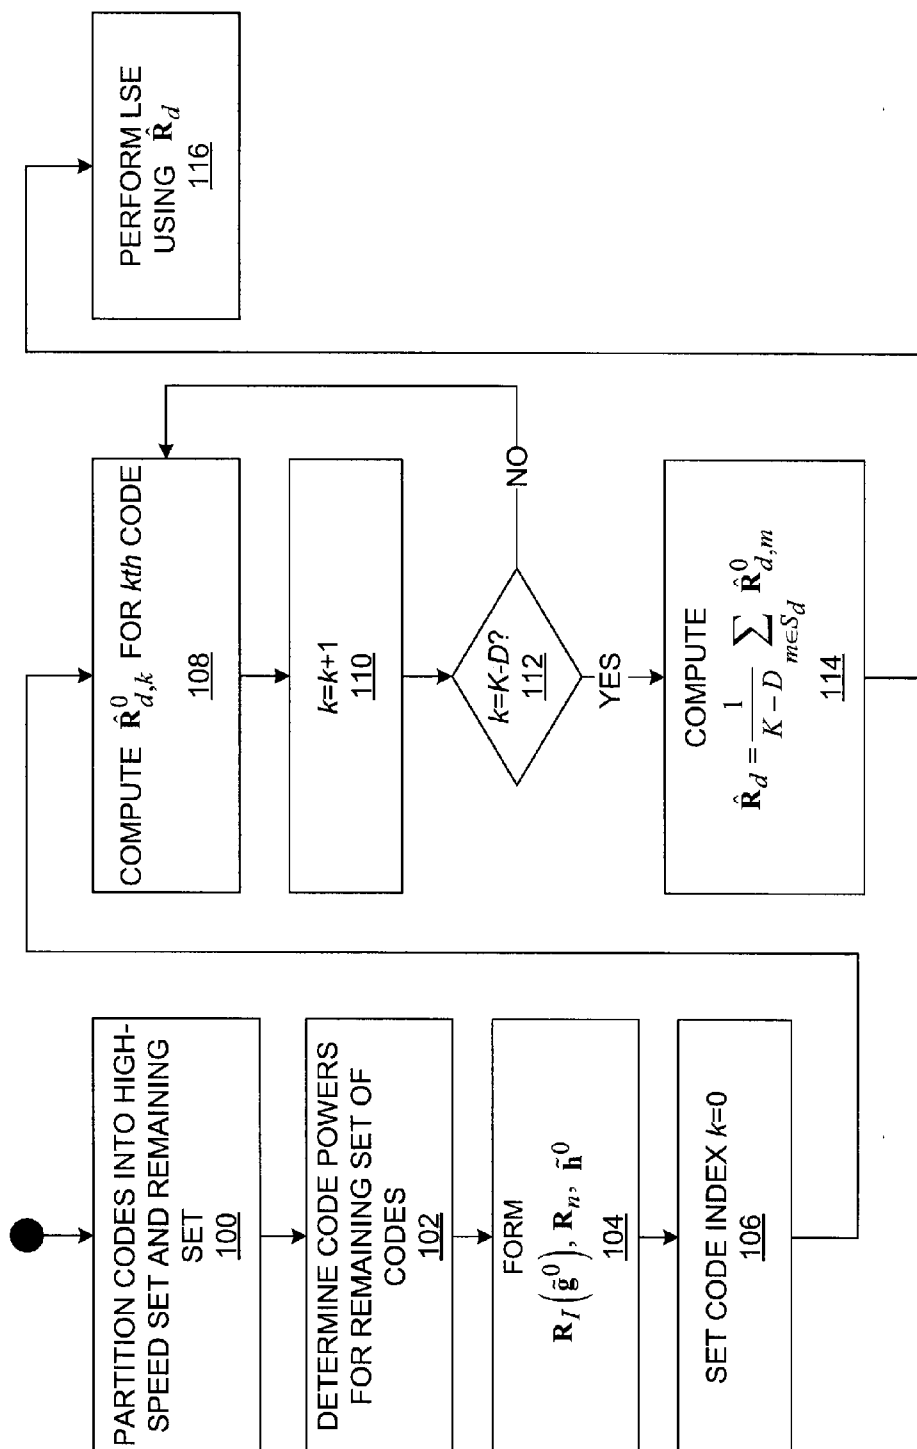 PARTITION CODES INTO HIGH-
SPEED SET AND REMAINING
SET
100
DETERMINE CODE POWERS
FOR REMAINING SET OF
CODES
102
FORM
𝐑_I(𝐠̃⁰), 𝐑_n, 𝐡̃⁰
104
SET CODE INDEX k=0
106
COMPUTE 𝐑̂⁰_{d,k} FOR kth CODE
108
k=k+1
110
k=K-D?
112
NO
YES
COMPUTE
𝐑̂_d = \frac{1}{K − D} ∑_{m∈S_d} 𝐑̂⁰_{d,m}
114
PERFORM LSE
USING 𝐑̂_d
116